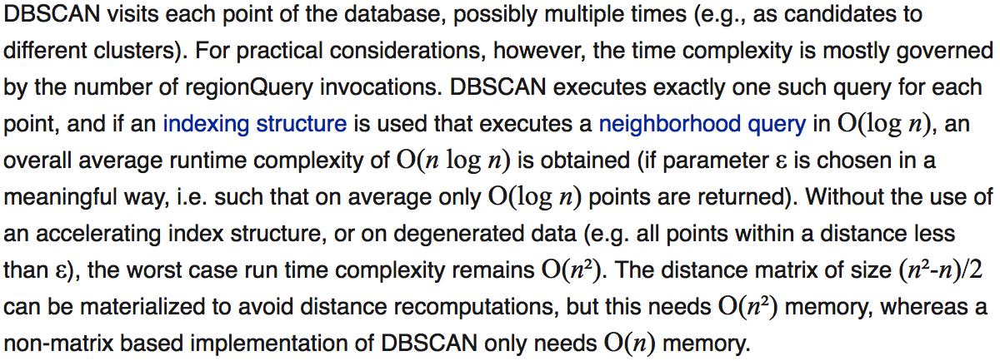 DBSCAN visits each point of the database, possibly multiple times (e.g., as candidates to
different clusters). For practical considerations, however, the time complexity is mostly governed
by the number of regionQuery invocations. DBSCAN executes exactly one such query for each
point, and if an indexing structure is used that executes a neighborhood query in O(log n), an
overall average runtime complexity of O(n log n) is obtained (if parameter ε is chosen in a
meaningful way, i.e. such that on average only O(log n) points are returned). Without the use of
an accelerating index structure, or on degenerated data (e.g. all points within a distance less
than ε), the worst case run time complexity remains O(n²). The distance matrix of size (n²-n)/2
can be materialized to avoid distance recomputations, but this needs O(n²) memory, whereas a
non-matrix based implementation of DBSCAN only needs O(n) memory.